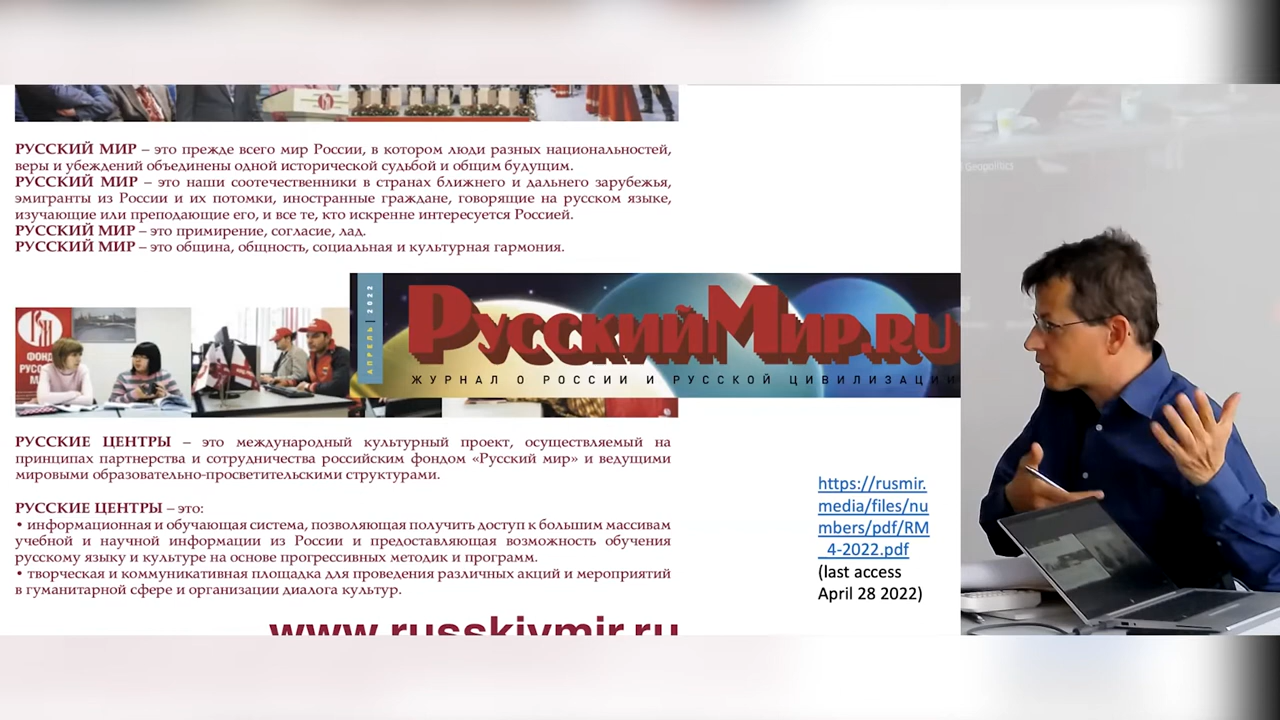 РУССКИЙ МИР – это прежде всего мир России, в котором люди разных национальностей,
веры и убеждений объединены одной исторической судьбой и общим будущим.
РУССКИЙ МИР – это наши соотечественники в странах ближнего и дальнего зарубежья,
эмигранты из России и их потомки, иностранные граждане, говорящие на русском языке,
изучающие или преподающие его, и все те, кто искренне интересуется Россией.
РУССКИЙ МИР – это примирение, согласие, лад.
РУССКИЙ МИР – это община, общность, социальная и культурная гармония.
Geopolitics
АПРЕЛЬ | 2022
РУССКИЙМИР.RU
ЖУРНАЛ О РОССИИ И РУССКОЙ ЦИВИЛИЗАЦИИ
ФОН
РУСС
М
РУССКИЕ ЦЕНТРЫ – это международный культурный проект, осуществляемый на
принципах партнерства и сотрудничества российским фондом «Русский мир» и ведущими
мировыми образовательно-просветительскими структурами.
РУССКИЕ ЦЕНТРЫ – это:
• информационная и обучающая система, позволяющая получить доступ к большим массивам
учебной и научной информации из России и предоставляющая возможность обучения
русскому языку и культуре на основе прогрессивных методик и программ.
• творческая и коммуникативная площадка для проведения различных акций и мероприятий
в гуманитарной сфере и организации диалога культур.
www.russkiymir.ru
https://rusmir.
media/files/nu
mbers/pdf/RM
_4-2022.pdf
(last access
April 28 2022)